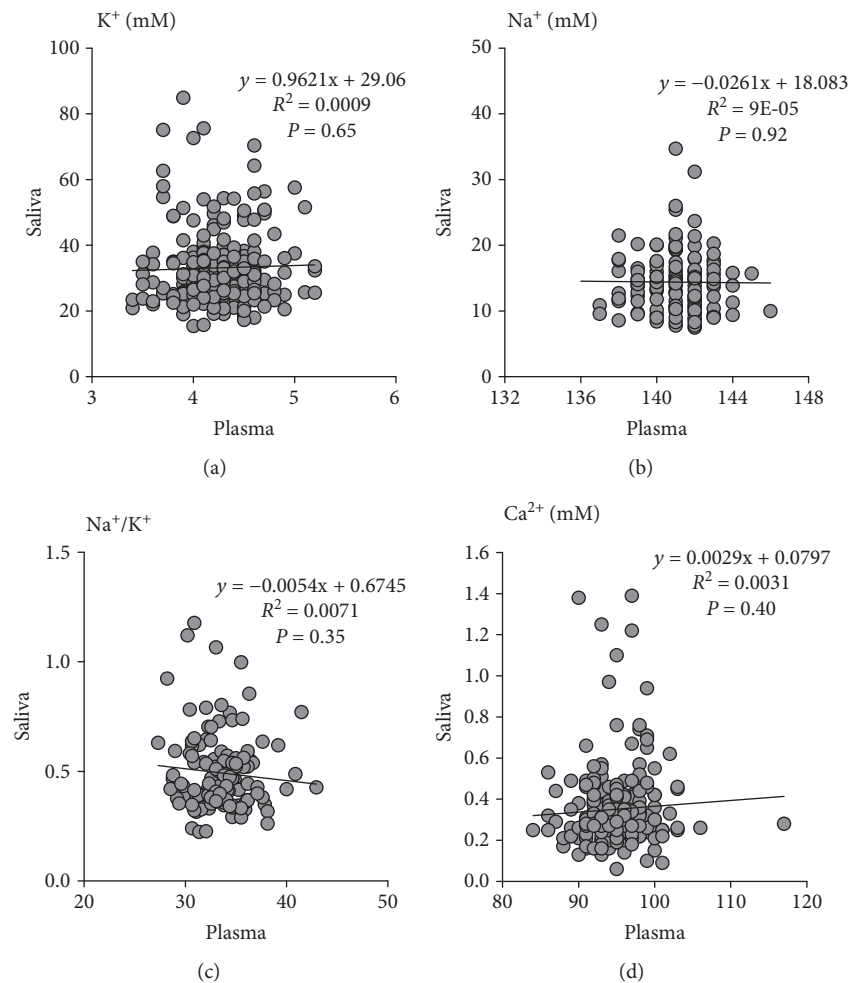 K⁺ (mM)
100
80
60
40
20
0
Saliva
y = 0.9621x + 29.06
R² = 0.0009
P = 0.65
3 4 5 6
Plasma
(a)
Na⁺ (mM)
50
40
30
20
10
0
Saliva
y = −0.0261x + 18.083
R² = 9E-05
P = 0.92
132 136 140 144 148
Plasma
(b)
Na⁺/K⁺
1.5
1.0
0.5
0.0
Saliva
y = −0.0054x + 0.6745
R² = 0.0071
P = 0.35
20 30 40 50
Plasma
(c)
Ca²⁺ (mM)
1.6
1.4
1.2
1.0
0.8
0.6
0.4
0.2
0.0
Saliva
y = 0.0029x + 0.0797
R² = 0.0031
P = 0.40
80 90 100 110 120
Plasma
(d)